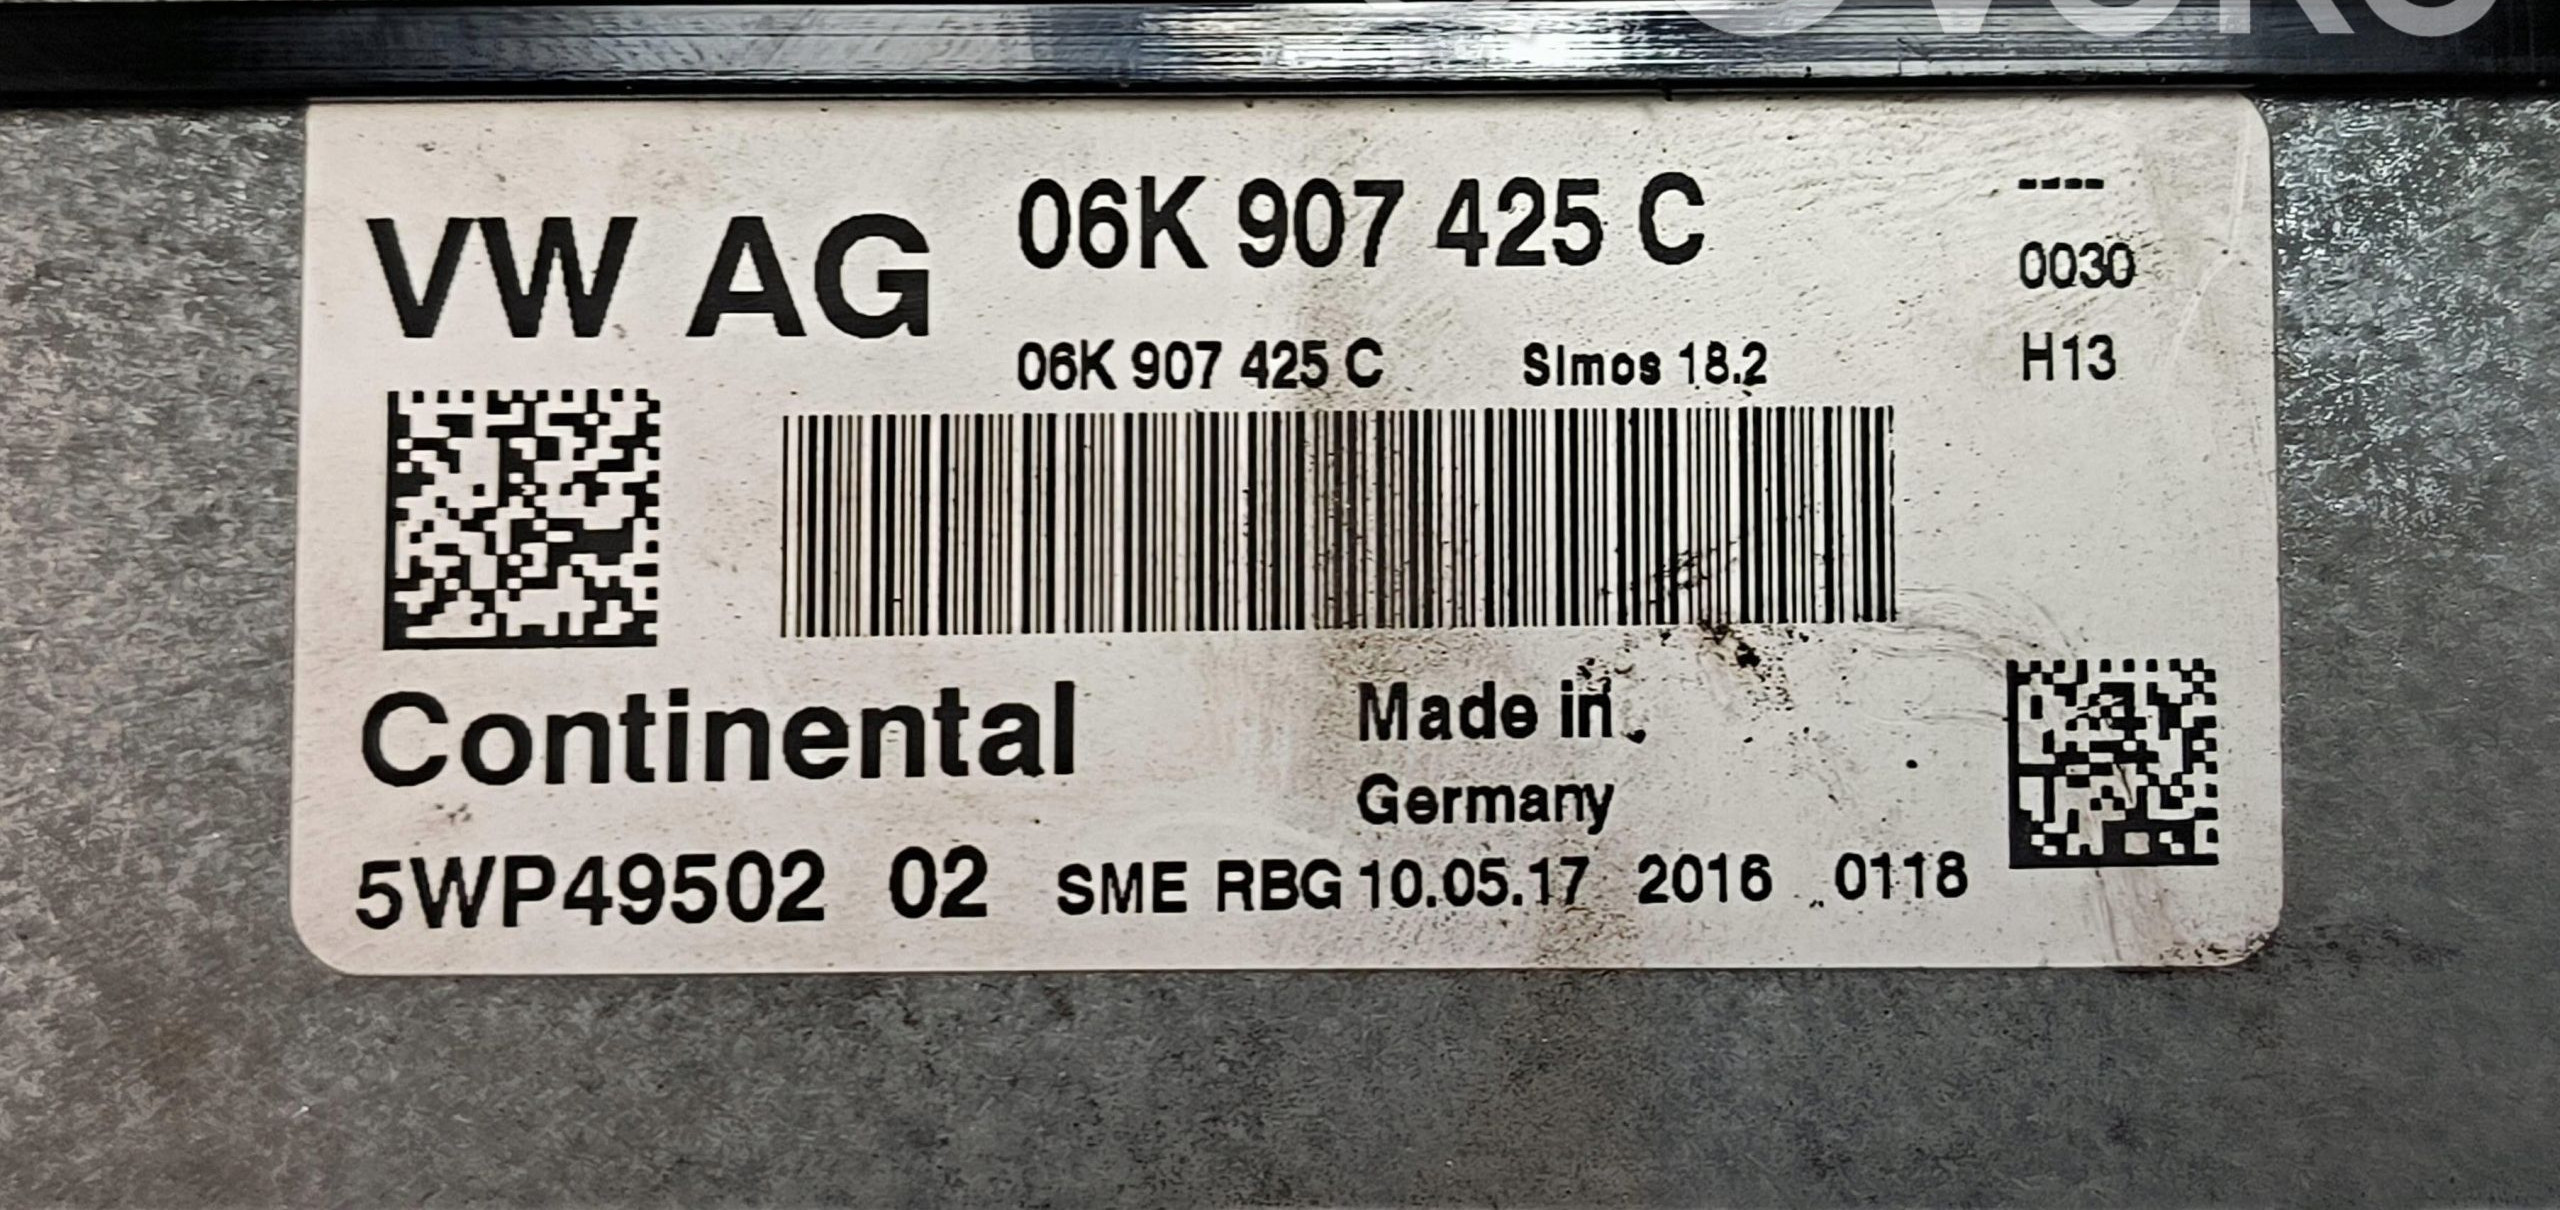 VW AG 06K 907 425 C ----
0030
06K 907 425 C Simos 18.2 H13
Continental Made in
Germany
5WP49502 02 SME RBG 10.05.17 2016 0118